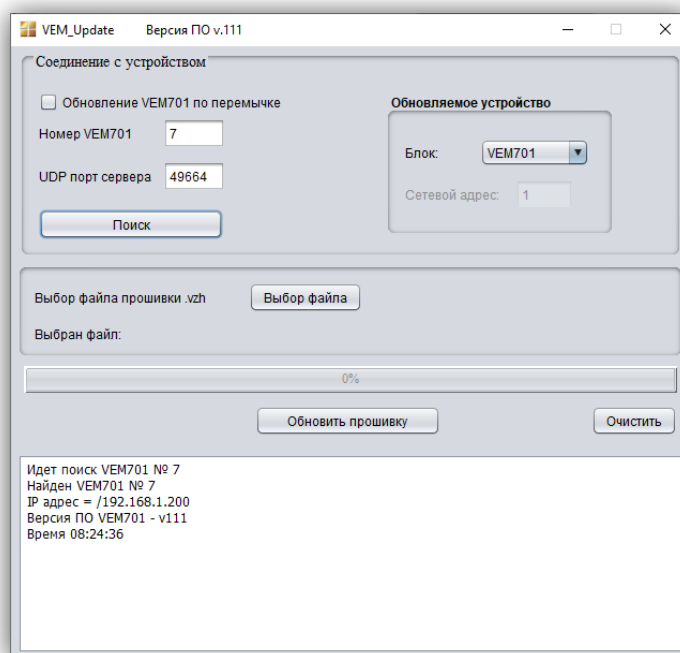 VEM_Update Версия ПО v.111
Соединение с устройством
Обновление VEM701 по перемычке
Номер VEM701 7
UDP порт сервера 49664
Поиск
Обновляемое устройство
Блок: VEM701
Сетевой адрес: 1
Выбор файла прошивки .vzh Выбор файла
Выбран файл:
0%
Обновить прошивку Очистить
Идет поиск VEM701 № 7
Найден VEM701 № 7
IP адрес = /192.168.1.200
Версия ПО VEM701 - v111
Время 08:24:36